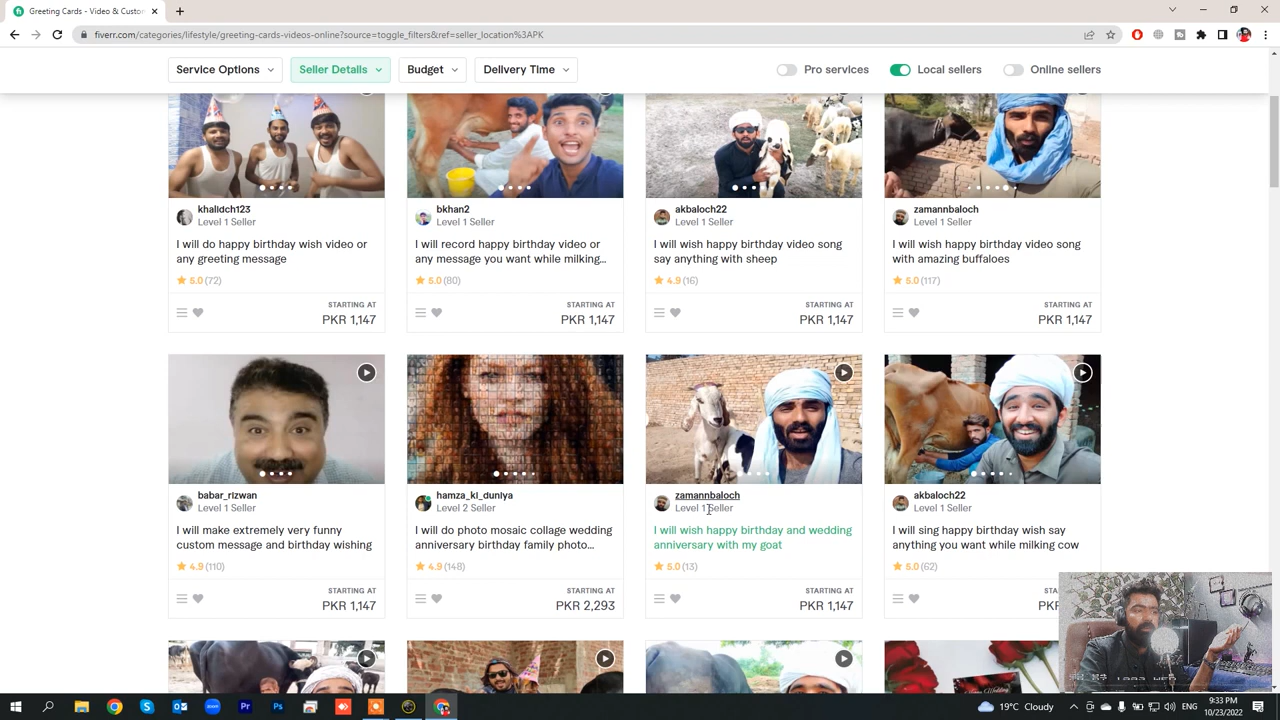 Greeting Cards - Video & Custom
fiverr.com/categories/lifestyle/greeting-cards-videos-online?source=toggle_filters&ref=seller_location%3APK
Service Options
Seller Details
Budget
Delivery Time
Pro services
Local sellers
Online sellers
khalidch123
Level 1 Seller
I will do happy birthday wish video or
any greeting message
5.0 (72)
STARTING AT
PKR 1,147
bkhan2
Level 1 Seller
I will record happy birthday video or
any message you want while milking...
5.0 (80)
STARTING AT
PKR 1,147
akbaloch22
Level 1 Seller
I will wish happy birthday video song
say anything with sheep
4.9 (16)
STARTING AT
PKR 1,147
zamannbaloch
Level 1 Seller
I will wish happy birthday video song
with amazing buffaloes
5.0 (117)
STARTING AT
PKR 1,147
babar_rizwan
Level 1 Seller
I will make extremely very funny
custom message and birthday wishing
4.9 (110)
STARTING AT
PKR 1,147
hamza_ki_duniya
Level 2 Seller
I will do photo mosaic collage wedding
anniversary birthday family photo...
4.9 (148)
STARTING AT
PKR 2,293
zamannbaloch
Level 1 Seller
I will wish happy birthday and wedding
anniversary with my goat
5.0 (13)
STARTING AT
PKR 1,147
akbaloch22
Level 1 Seller
I will sing happy birthday wish say
anything you want while milking cow
5.0 (62)
19°C Cloudy
ENG
9:33 PM
10/23/2022